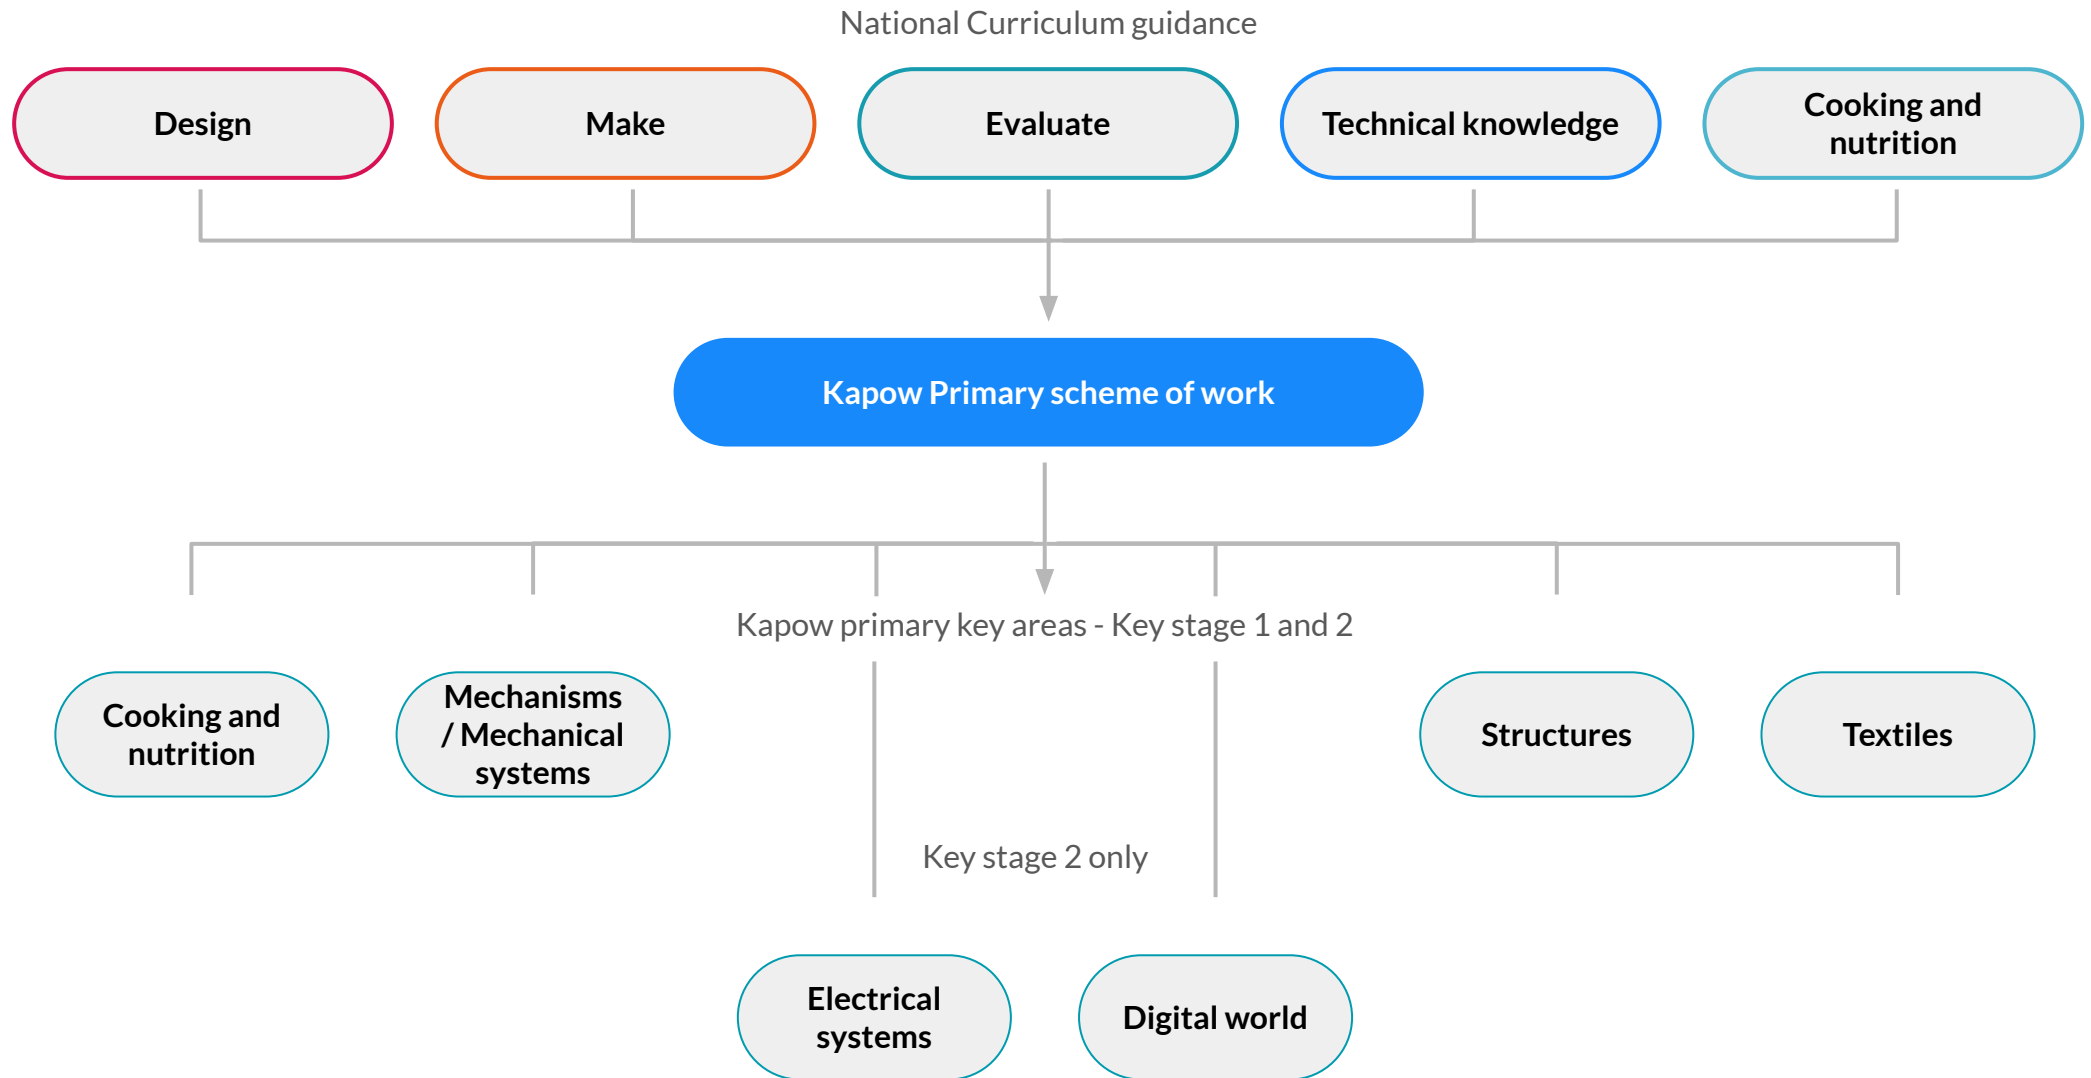 National Curriculum guidance
Design
Make
Evaluate
Technical knowledge
Cooking and
nutrition
Kapow Primary scheme of work
Kapow primary key areas - Key stage 1 and 2
Cooking and
nutrition
Mechanisms
/ Mechanical
systems
Structures
Textiles
Key stage 2 only
Electrical
systems
Digital world